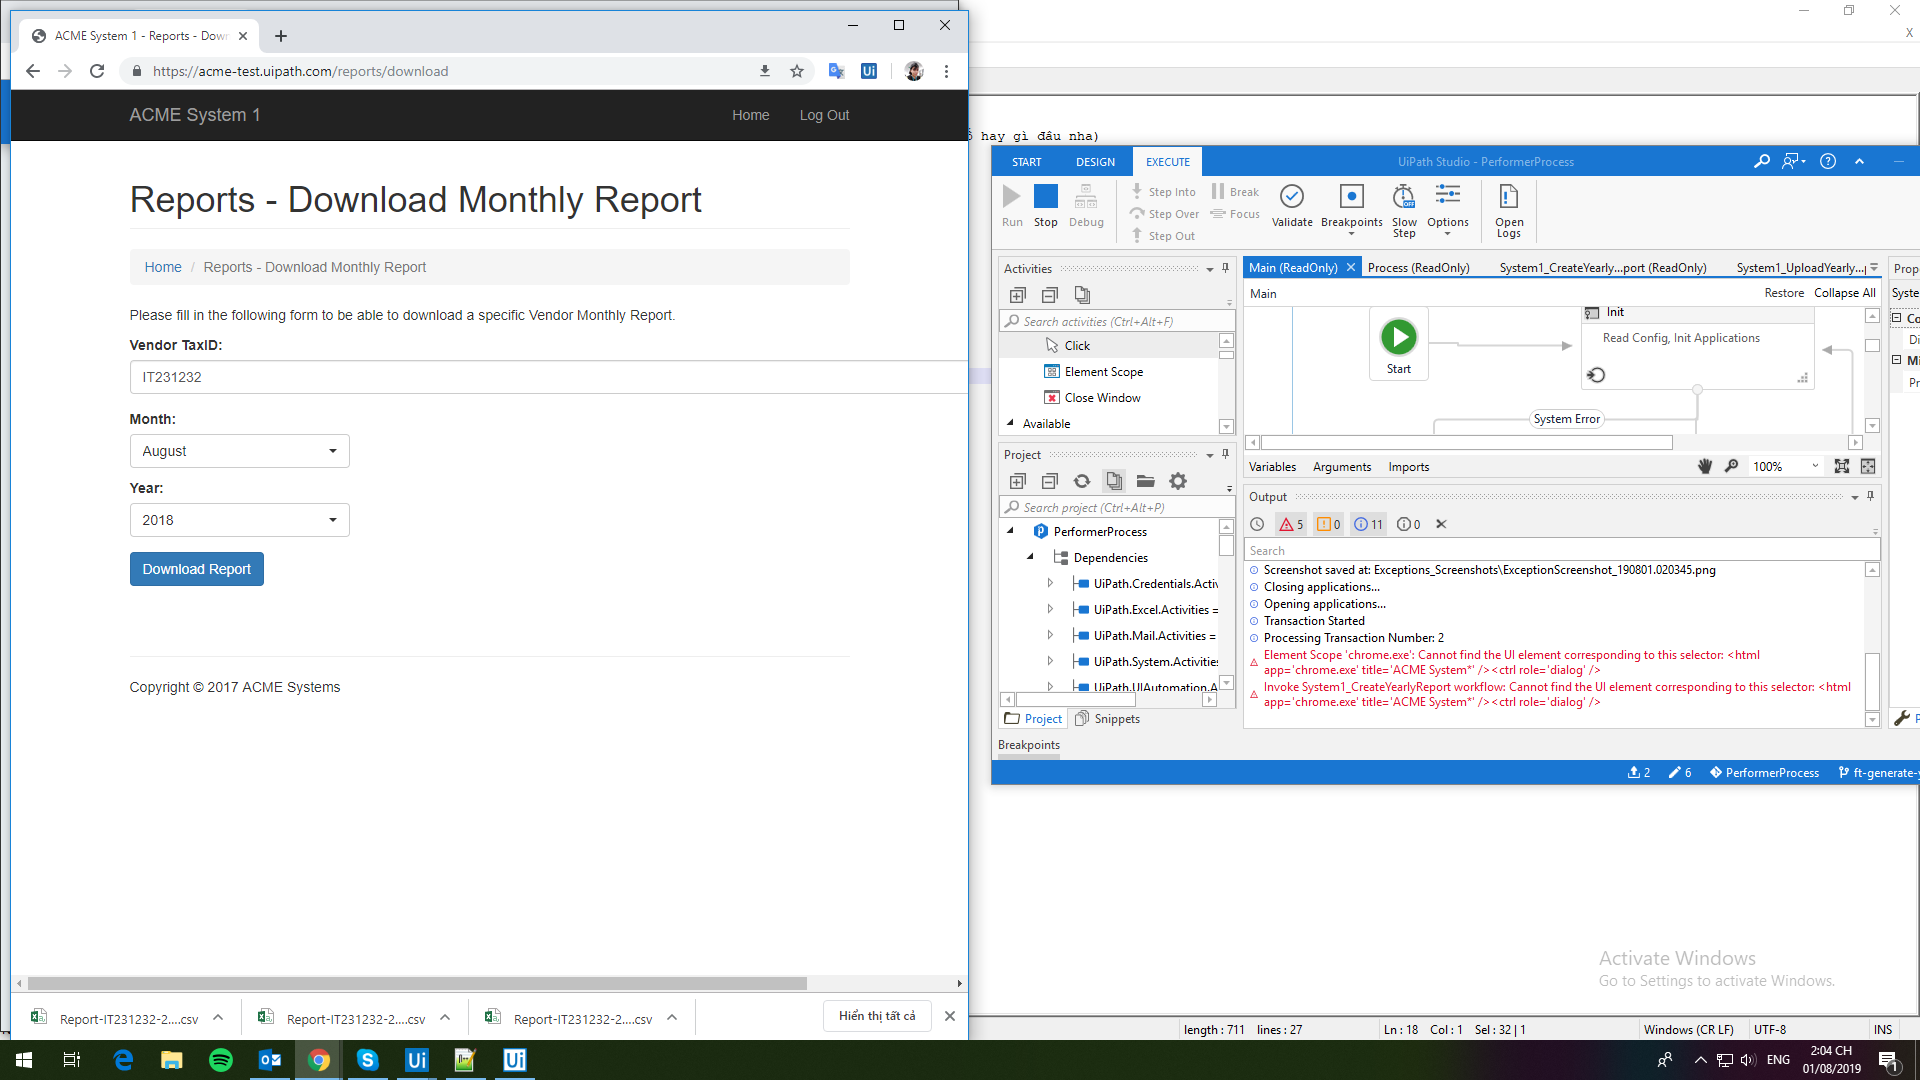 ACME System 1 - Reports - Dow
https://acme-test.uipath.com/reports/download
ACME System 1
Home
Log Out
Reports - Download Monthly Report
Home / Reports - Download Monthly Report
Please fill in the following form to be able to download a specific Vendor Monthly Report.
Vendor TaxID:
IT231232
Month:
August
Year:
2018
Download Report
Copyright © 2017 ACME Systems
Report-IT231232-2....csv
Report-IT231232-2....csv
Report-IT231232-2....csv
Hiển thị tất cả
hay gì đâu nha)
X
START
DESIGN
EXECUTE
UiPath Studio - PerformerProcess
Run
Stop
Debug
Step Into
Step Over
Step Out
Break
Focus
Validate
Breakpoints
Slow Step
OFF
Options
Open Logs
Activities
Search activities (Ctrl+Alt+F)
Click
Element Scope
Close Window
Available
Project
Search project (Ctrl+Alt+P)
PerformerProcess
Dependencies
UiPath.Credentials.Activ
UiPath.Excel.Activities =
UiPath.Mail.Activities =
UiPath.System.Activities
UiPath.UIAutomation.A
Project
Snippets
Breakpoints
Main (ReadOnly)
Process (ReadOnly)
System1_CreateYearly...port (ReadOnly)
System1_UploadYearly...
Main
Restore
Collapse All
Start
Init
Read Config, Init Applications
System Error
Variables
Arguments
Imports
100%
Output
5
0
11
0
Search
Screenshot saved at: Exceptions_Screenshots\ExceptionScreenshot_190801.020345.png
Closing applications...
Opening applications...
Transaction Started
Processing Transaction Number: 2
Element Scope 'chrome.exe': Cannot find the UI element corresponding to this selector: <html
app='chrome.exe' title='ACME System*' /><ctrl role='dialog' />
Invoke System1_CreateYearlyReport workflow: Cannot find the UI element corresponding to this selector: <html
app='chrome.exe' title='ACME System*' /><ctrl role='dialog' />
Prop
Syste
Co
Di
Mi
Pr
P
2
6
PerformerProcess
ft-generate-y
Activate Windows
Go to Settings to activate Windows.
length : 711 lines : 27
Ln : 18 Col : 1 Sel : 32 | 1
Windows (CR LF)
UTF-8
INS
ENG
2:04 CH
01/08/2019
1